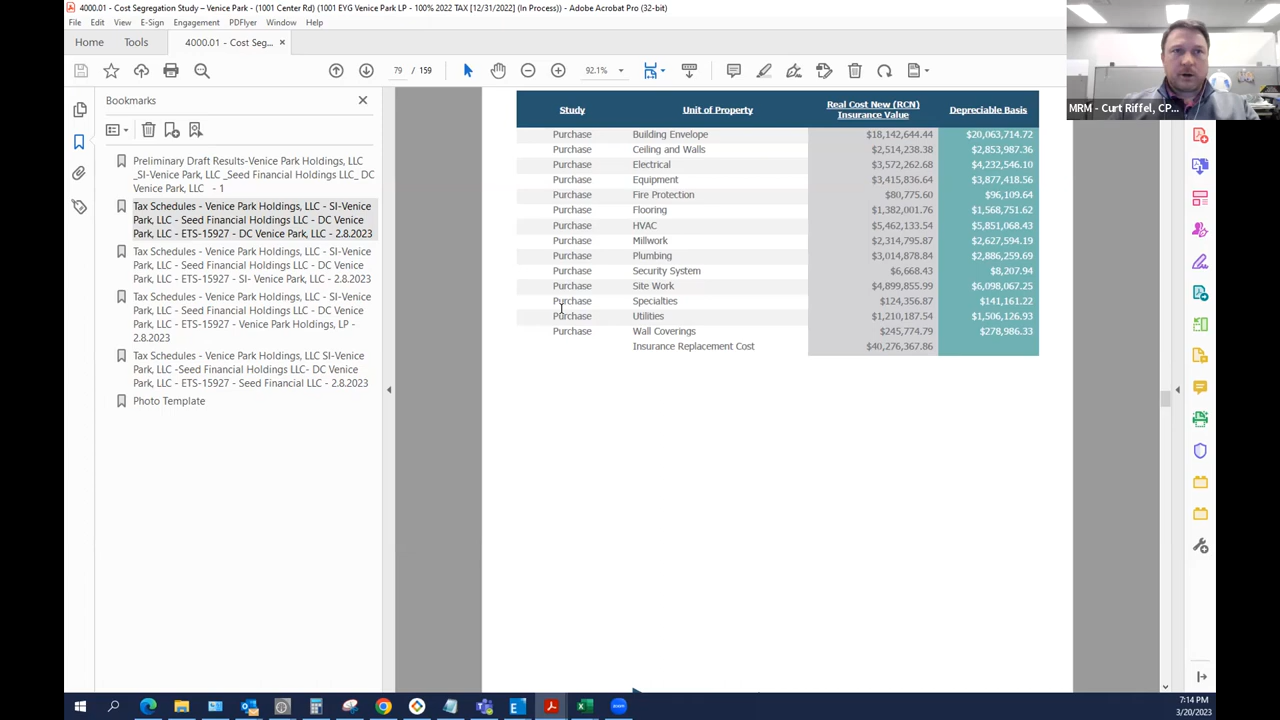 4000.01 - Cost Segregation Study – Venice Park - (1001 Center Rd) (1001 EYG Venice Park LP - 100% 2022 TAX [12/31/2022] (In Process)) - Adobe Acrobat Pro (32-bit)
File Edit View E-Sign Engagement PDFlyer Window Help
Home Tools 4000.01 - Cost Seg... ×
79 / 159 92.1%
Bookmarks
Preliminary Draft Results-Venice Park Holdings, LLC
_SI-Venice Park, LLC _Seed Financial Holdings LLC_ DC
Venice Park, LLC - 1
Tax Schedules - Venice Park Holdings, LLC - SI-Venice
Park, LLC - Seed Financial Holdings LLC - DC Venice
Park, LLC - ETS-15927 - DC Venice Park, LLC - 2.8.2023
Tax Schedules - Venice Park Holdings, LLC - SI-Venice
Park, LLC - Seed Financial Holdings LLC - DC Venice
Park, LLC - ETS-15927 - SI- Venice Park, LLC - 2.8.2023
Tax Schedules - Venice Park Holdings, LLC - SI-Venice
Park, LLC - Seed Financial Holdings LLC - DC Venice
Park, LLC - ETS-15927 - Venice Park Holdings, LP -
2.8.2023
Tax Schedules - Venice Park Holdings, LLC SI-Venice
Park, LLC -Seed Financial Holdings LLC- DC Venice
Park, LLC - ETS-15927 - Seed Financial LLC - 2.8.2023
Photo Template
Study Unit of Property Real Cost New (RCN) Insurance Value Depreciable Basis
Purchase Building Envelope $18,142,644.44 $20,063,714.72
Purchase Ceiling and Walls $2,514,238.38 $2,853,987.36
Purchase Electrical $3,572,262.68 $4,232,546.10
Purchase Equipment $3,415,836.64 $3,877,418.56
Purchase Fire Protection $80,775.60 $96,109.64
Purchase Flooring $1,382,001.76 $1,568,751.62
Purchase HVAC $5,462,133.54 $5,851,068.43
Purchase Millwork $2,314,795.87 $2,627,594.19
Purchase Plumbing $3,014,878.84 $2,886,259.69
Purchase Security System $6,668.43 $8,207.94
Purchase Site Work $4,899,855.99 $6,098,067.25
Purchase Specialties $124,356.87 $141,161.22
Purchase Utilities $1,210,187.54 $1,506,126.93
Purchase Wall Coverings $245,774.79 $278,986.33
Insurance Replacement Cost $40,276,367.86
MRM - Curt Riffel, CP...
7:14 PM
3/20/2023